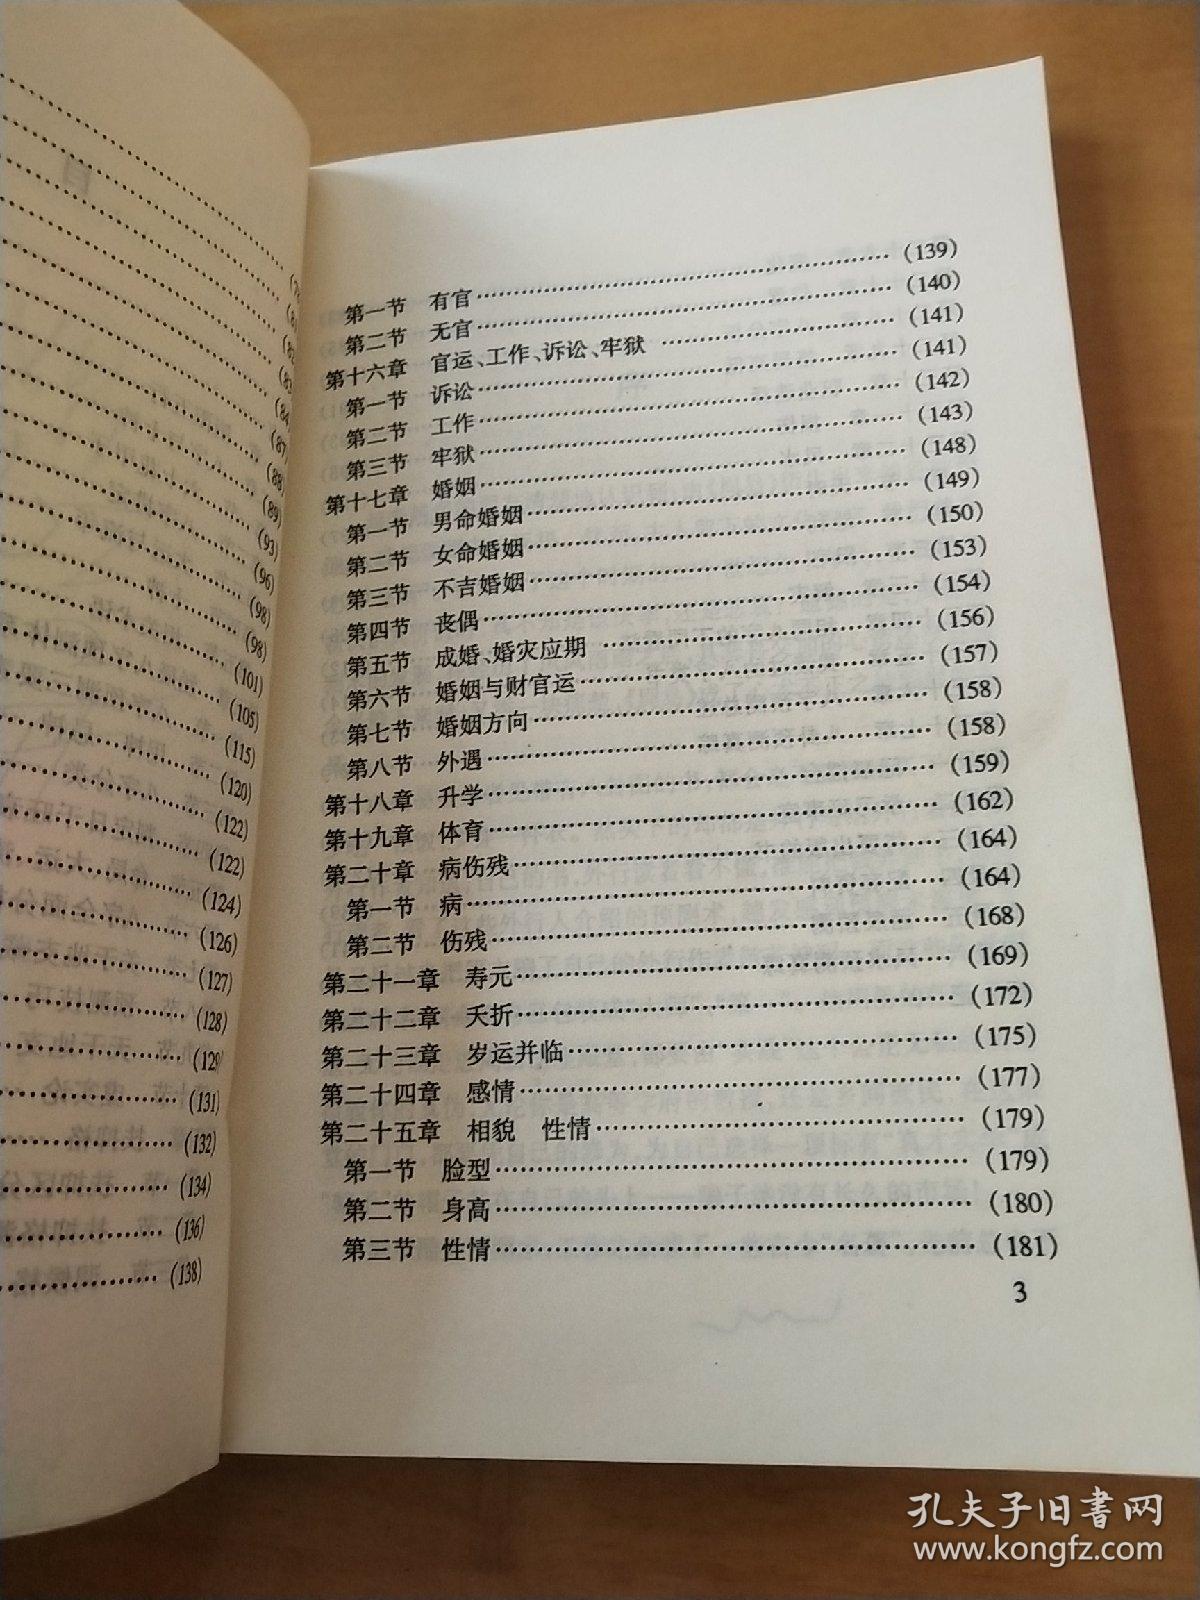 (81)
(82)
(83)
(84)
(87)
(88)
(89)
(93)
(96)
(98)
(98)
(101)
(105)
(115)
(120)
(122)
(122)
(124)
(126)
(127)
(128)
(129)
(131)
(132)
(134)
(136)
(138)
第一节 有官……(139)
第二节 无官……(140)
第十六章 官运、工作、诉讼、牢狱……(141)
第一节 诉讼……(141)
第二节 工作……(142)
第三节 牢狱……(143)
第十七章 婚姻……(148)
第一节 男命婚姻……(149)
第二节 女命婚姻……(150)
第三节 不吉婚姻……(153)
第四节 丧偶……(154)
第五节 成婚、婚灾应期……(156)
第六节 婚姻与财官运……(157)
第七节 婚姻方向……(158)
第八节 外遇……(158)
第十八章 升学……(159)
第十九章 体育……(162)
第二十章 病伤残……(164)
第一节 病……(164)
第二节 伤残……(168)
第二十一章 寿元……(169)
第二十二章 夭折……(172)
第二十三章 岁运并临……(175)
第二十四章 感情……(177)
第二十五章 相貌 性情……(179)
第一节 脸型……(179)
第二节 身高……(180)
第三节 性情……(181)
3
孔夫子旧书网
www.kongfz.com